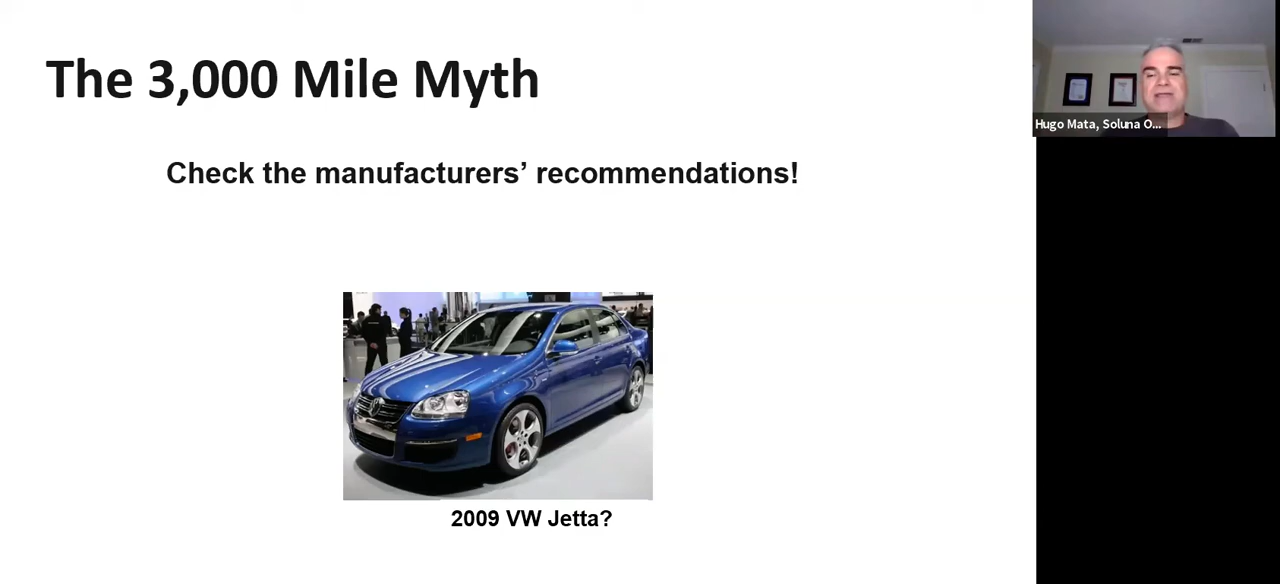 The 3,000 Mile Myth
Check the manufacturers’ recommendations!
2009 VW Jetta?
Hugo Mata, Soluna O...